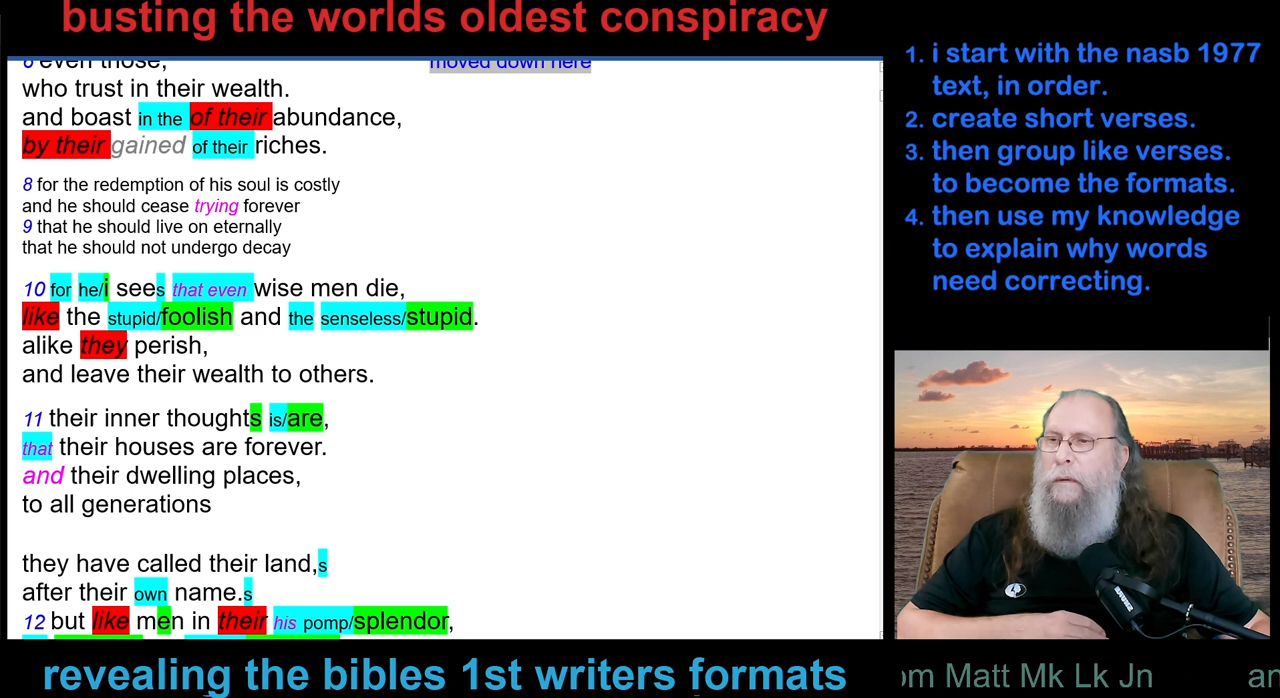 busting the worlds oldest conspiracy
6 even those,
moved down here
who trust in their wealth.
and boast in the of their abundance,
by their gained of their riches.
8 for the redemption of his soul is costly
and he should cease trying forever
9 that he should live on eternally
that he should not undergo decay
10 for he/i sees that even wise men die,
like the stupid/foolish and the senseless/stupid.
alike they perish,
and leave their wealth to others.
11 their inner thoughts is/are,
that their houses are forever.
and their dwelling places,
to all generations
they have called their land,s
after their own name.s
12 but like men in their his pomp/splendor,
1. i start with the nasb 1977
text, in order.
2. create short verses.
3. then group like verses.
to become the formats.
4. then use my knowledge
to explain why words
need correcting.
revealing the bibles 1st writers formats
om Matt Mk Lk Jn
ar